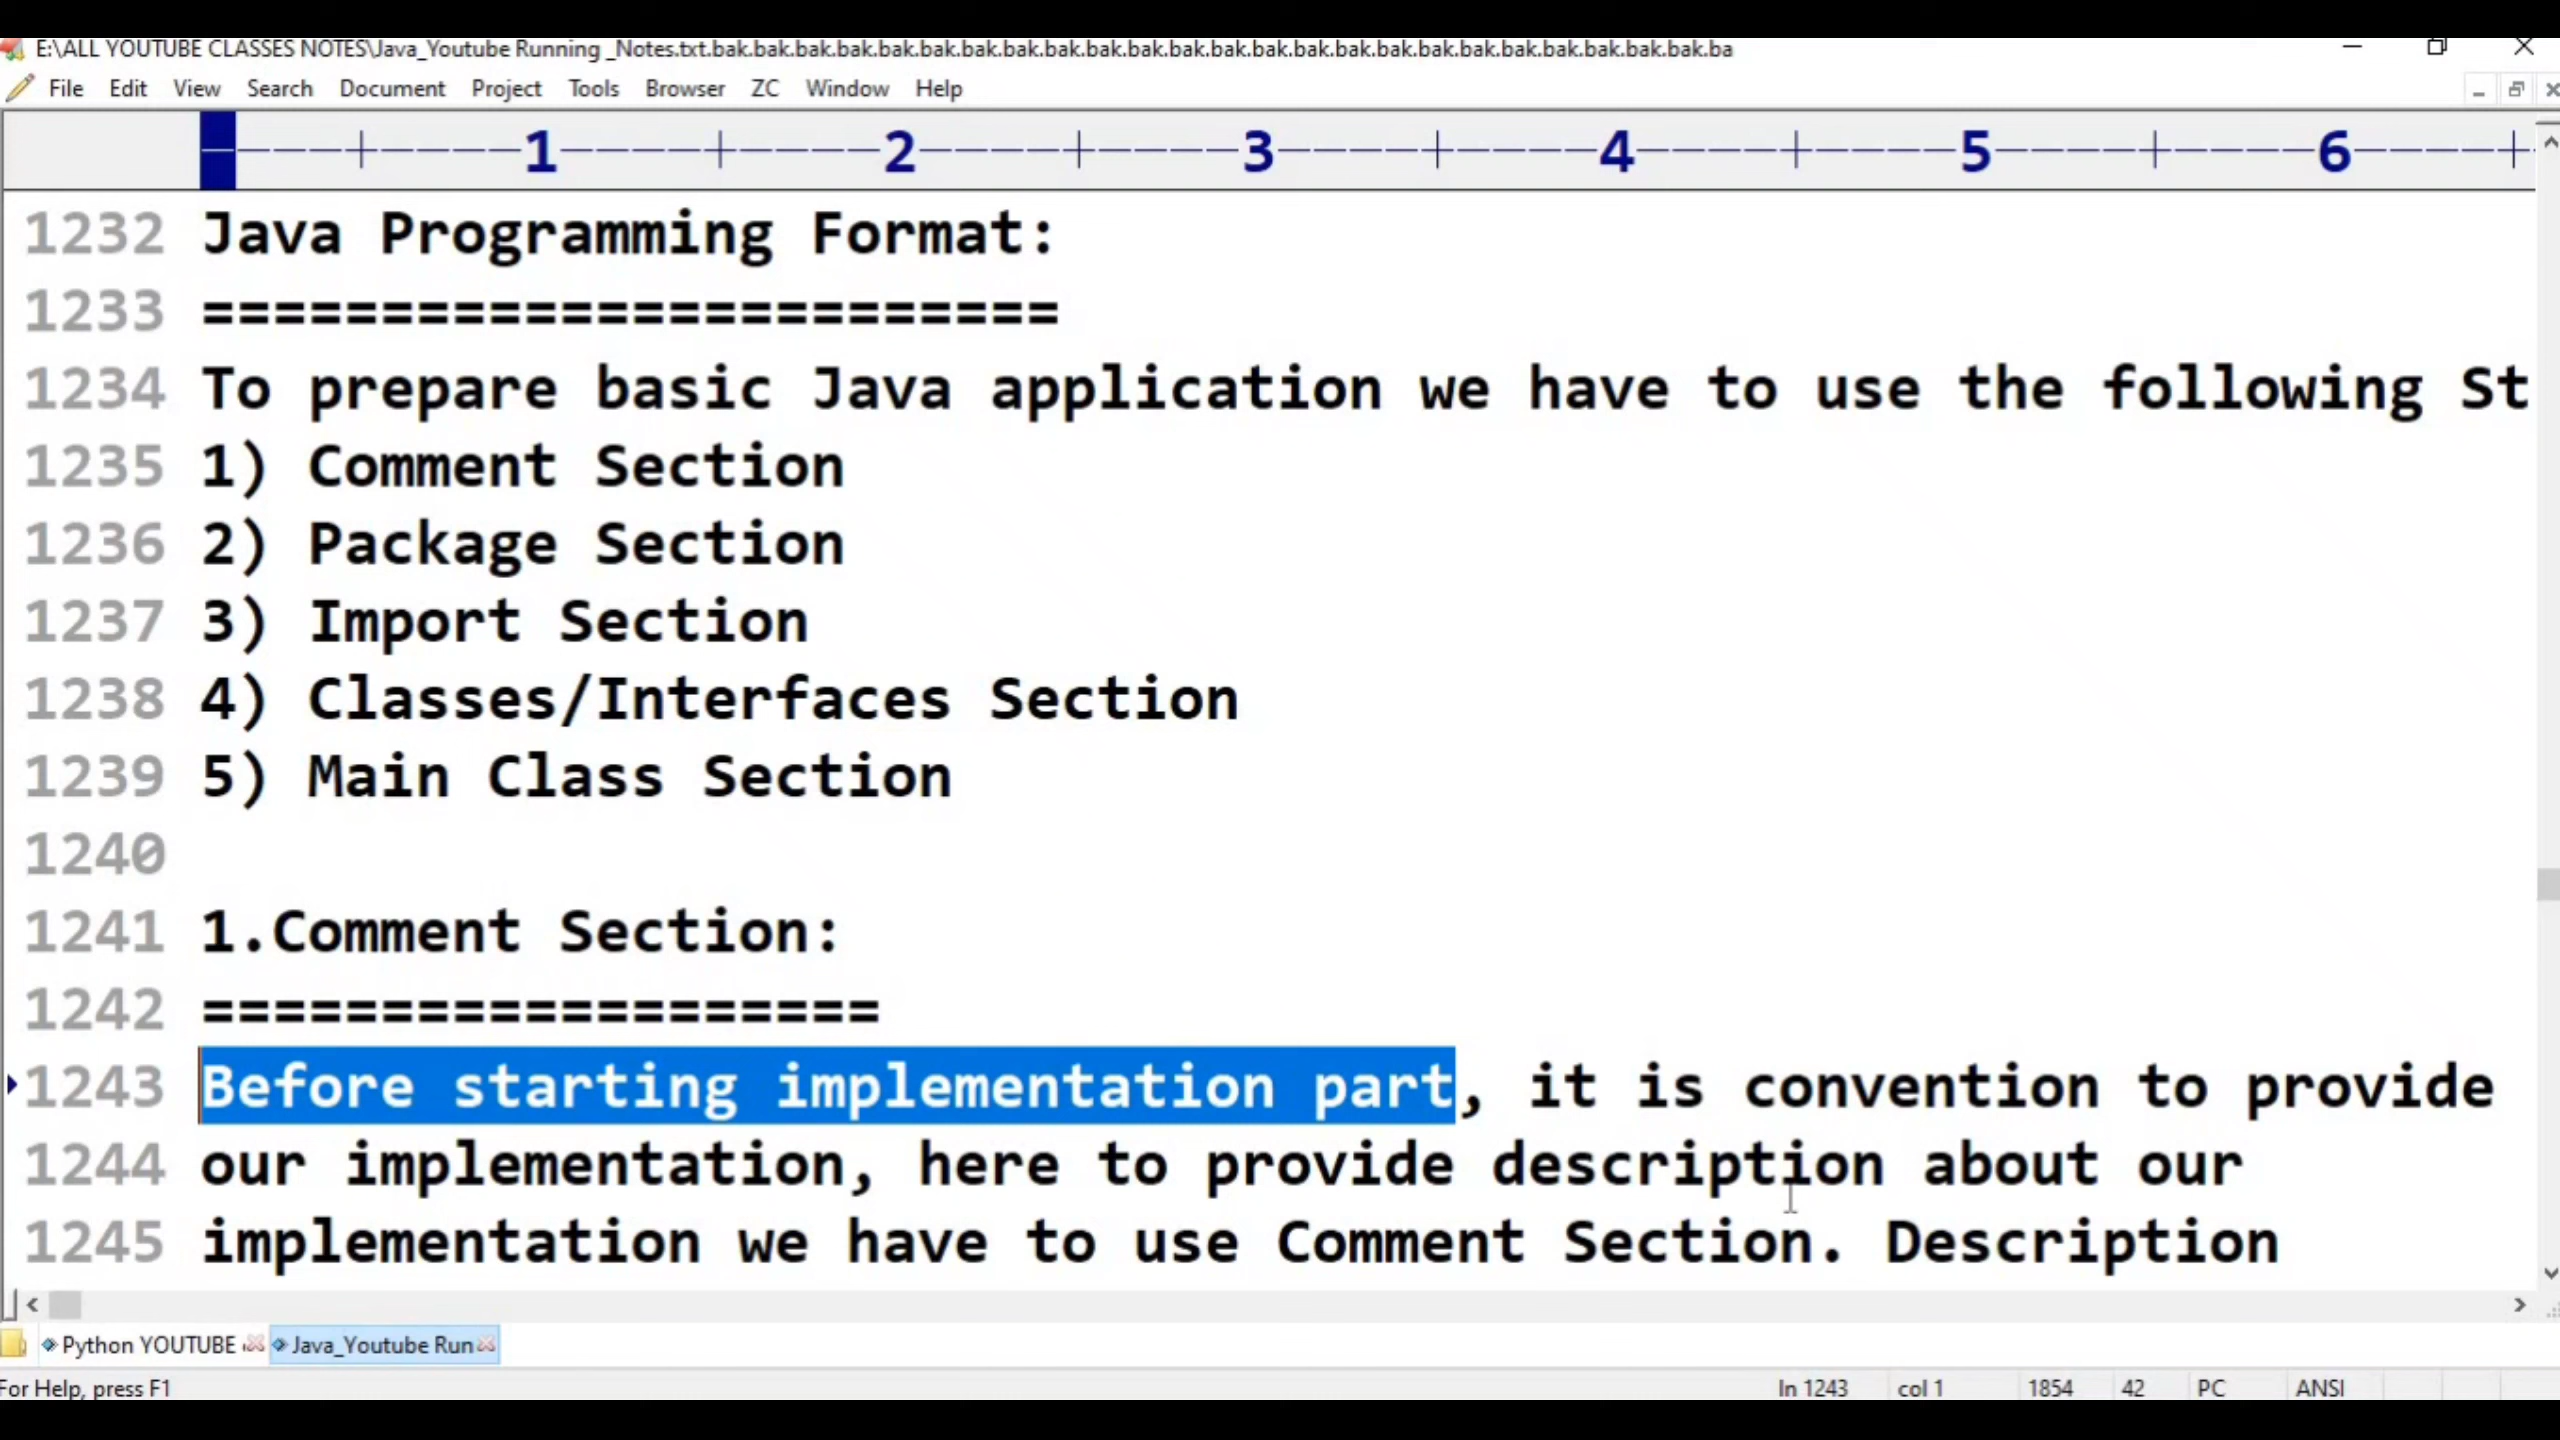 E:\ALL YOUTUBE CLASSES NOTES\Java_Youtube Running _Notes.txt.bak.bak.bak.bak.bak.bak.bak.bak.bak.bak.bak.bak.bak.bak.bak.bak.bak.bak.bak.bak.bak.bak.bak.bak.ba
File Edit View Search Document Project Tools Browser ZC Window Help
1 2 3 4 5 6
1232 Java Programming Format:
1233 ========================
1234 To prepare basic Java application we have to use the following St
1235 1) Comment Section
1236 2) Package Section
1237 3) Import Section
1238 4) Classes/Interfaces Section
1239 5) Main Class Section
1240
1241 1.Comment Section:
1242 ===================
1243 Before starting implementation part, it is convention to provide
1244 our implementation, here to provide description about our
1245 implementation we have to use Comment Section. Description
Python YOUTUBE Java_Youtube Run
For Help, press F1 ln 1243 col 1 1854 42 PC ANSI